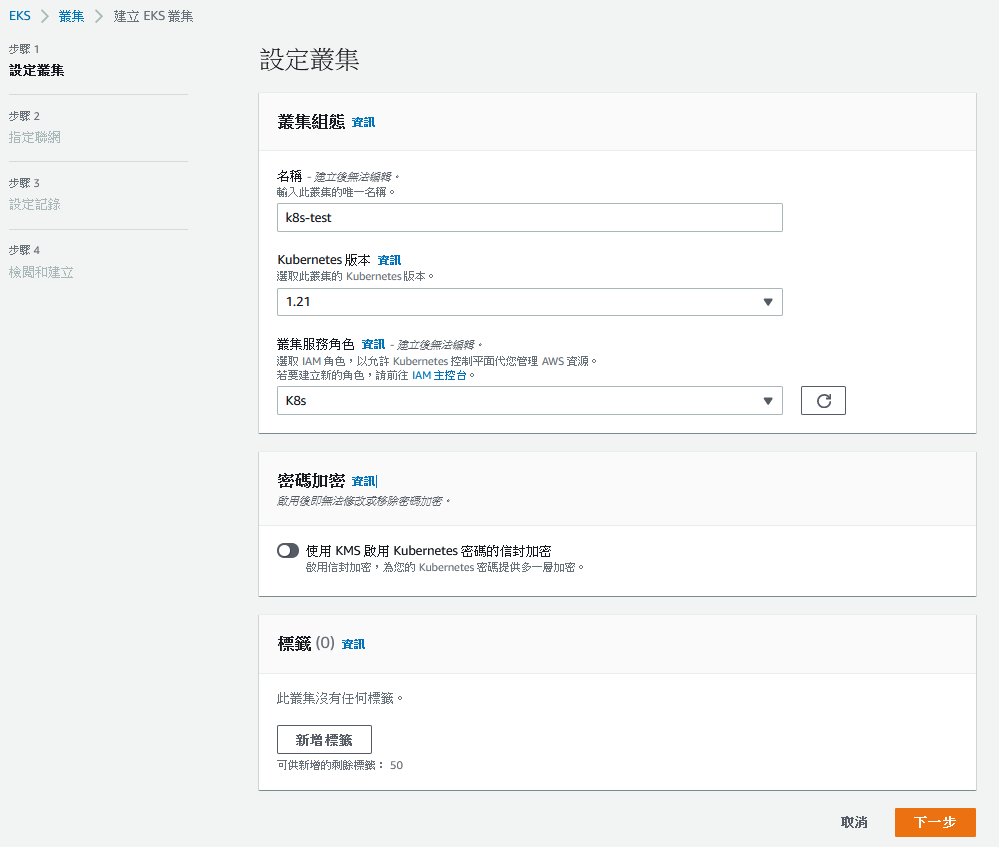 EKS > 叢集 > 建立 EKS 叢集
步驟 1
設定叢集
步驟 2
指定聯網
步驟 3
設定記錄
步驟 4
檢閱和建立
設定叢集
叢集組態 資訊
名稱 - 建立後無法編輯。
輸入此叢集的唯一名稱。
k8s-test
Kubernetes 版本 資訊
選取此叢集的 Kubernetes 版本。
1.21
叢集服務角色 資訊 - 建立後無法編輯。
選取 IAM 角色，以允許 Kubernetes 控制平面代您管理 AWS 資源。
若要建立新的角色，請前往 IAM 主控台。
K8s
密碼加密 資訊
啟用後即無法修改或移除密碼加密。
使用 KMS 啟用 Kubernetes 密碼的信封加密
啟用信封加密，為您的 Kubernetes 密碼提供多一層加密。
標籤 (0) 資訊
此叢集沒有任何標籤。
新增標籤
可供新增的剩餘標籤： 50
取消
下一步